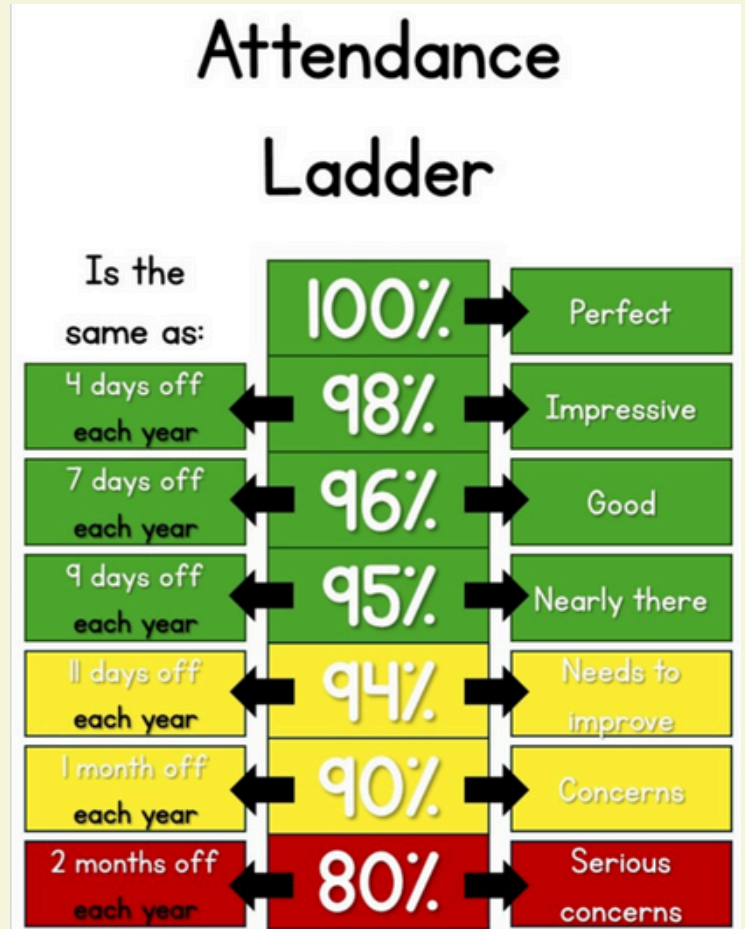 Attendance
Ladder
Is the
same as:
100%
Perfect
4 days off
each year
98%
Impressive
7 days off
each year
96%
Good
9 days off
each year
95%
Nearly there
11 days off
each year
94%
Needs to
improve
1 month off
each year
90%
Concerns
2 months off
each year
80%
Serious
concerns